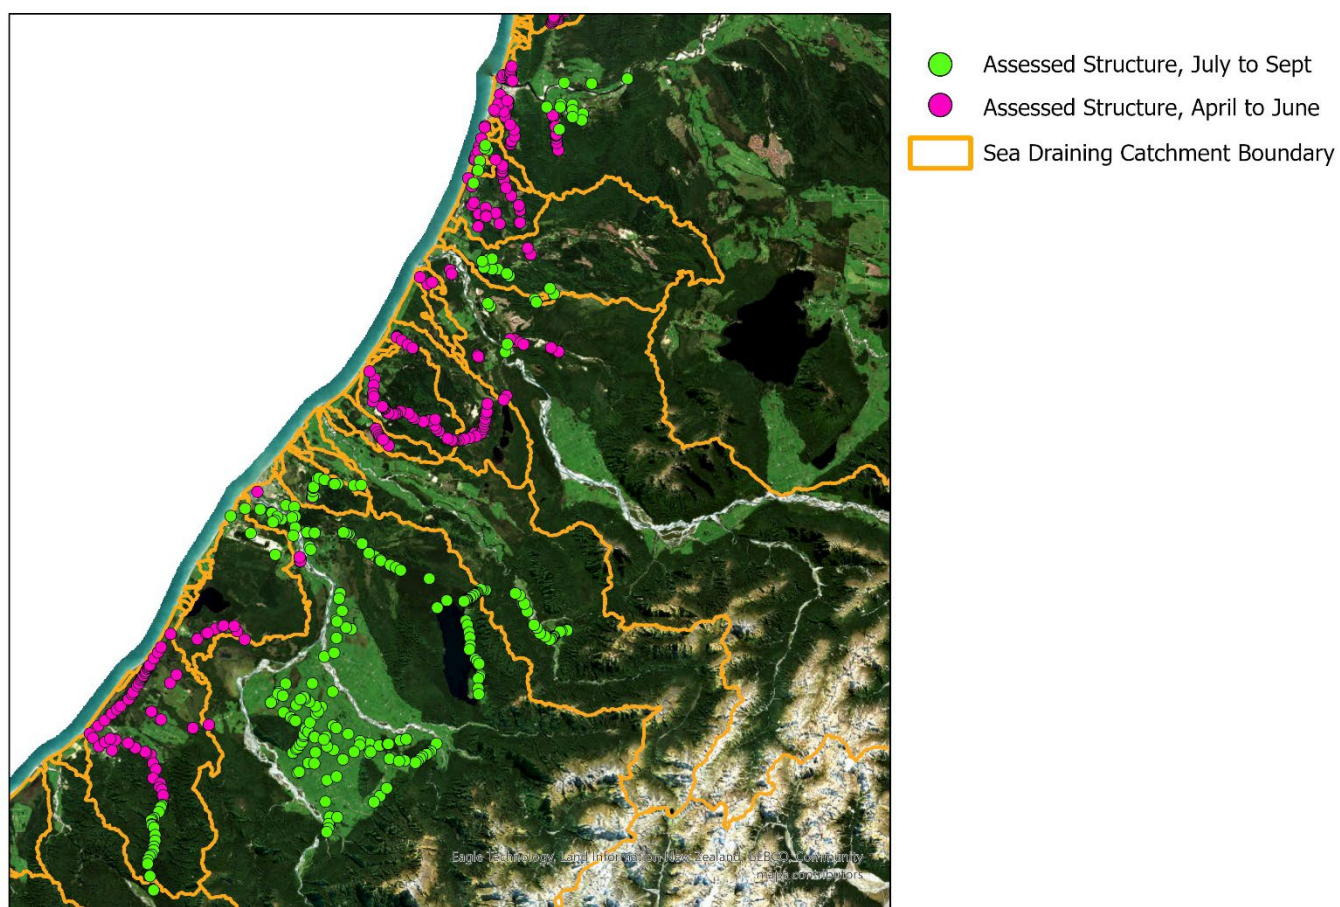 Assessed Structure, July to Sept
Assessed Structure, April to June
Sea Draining Catchment Boundary
Eagle Technology, Land Information New Zealand, GEBCO, Community
maps contributors